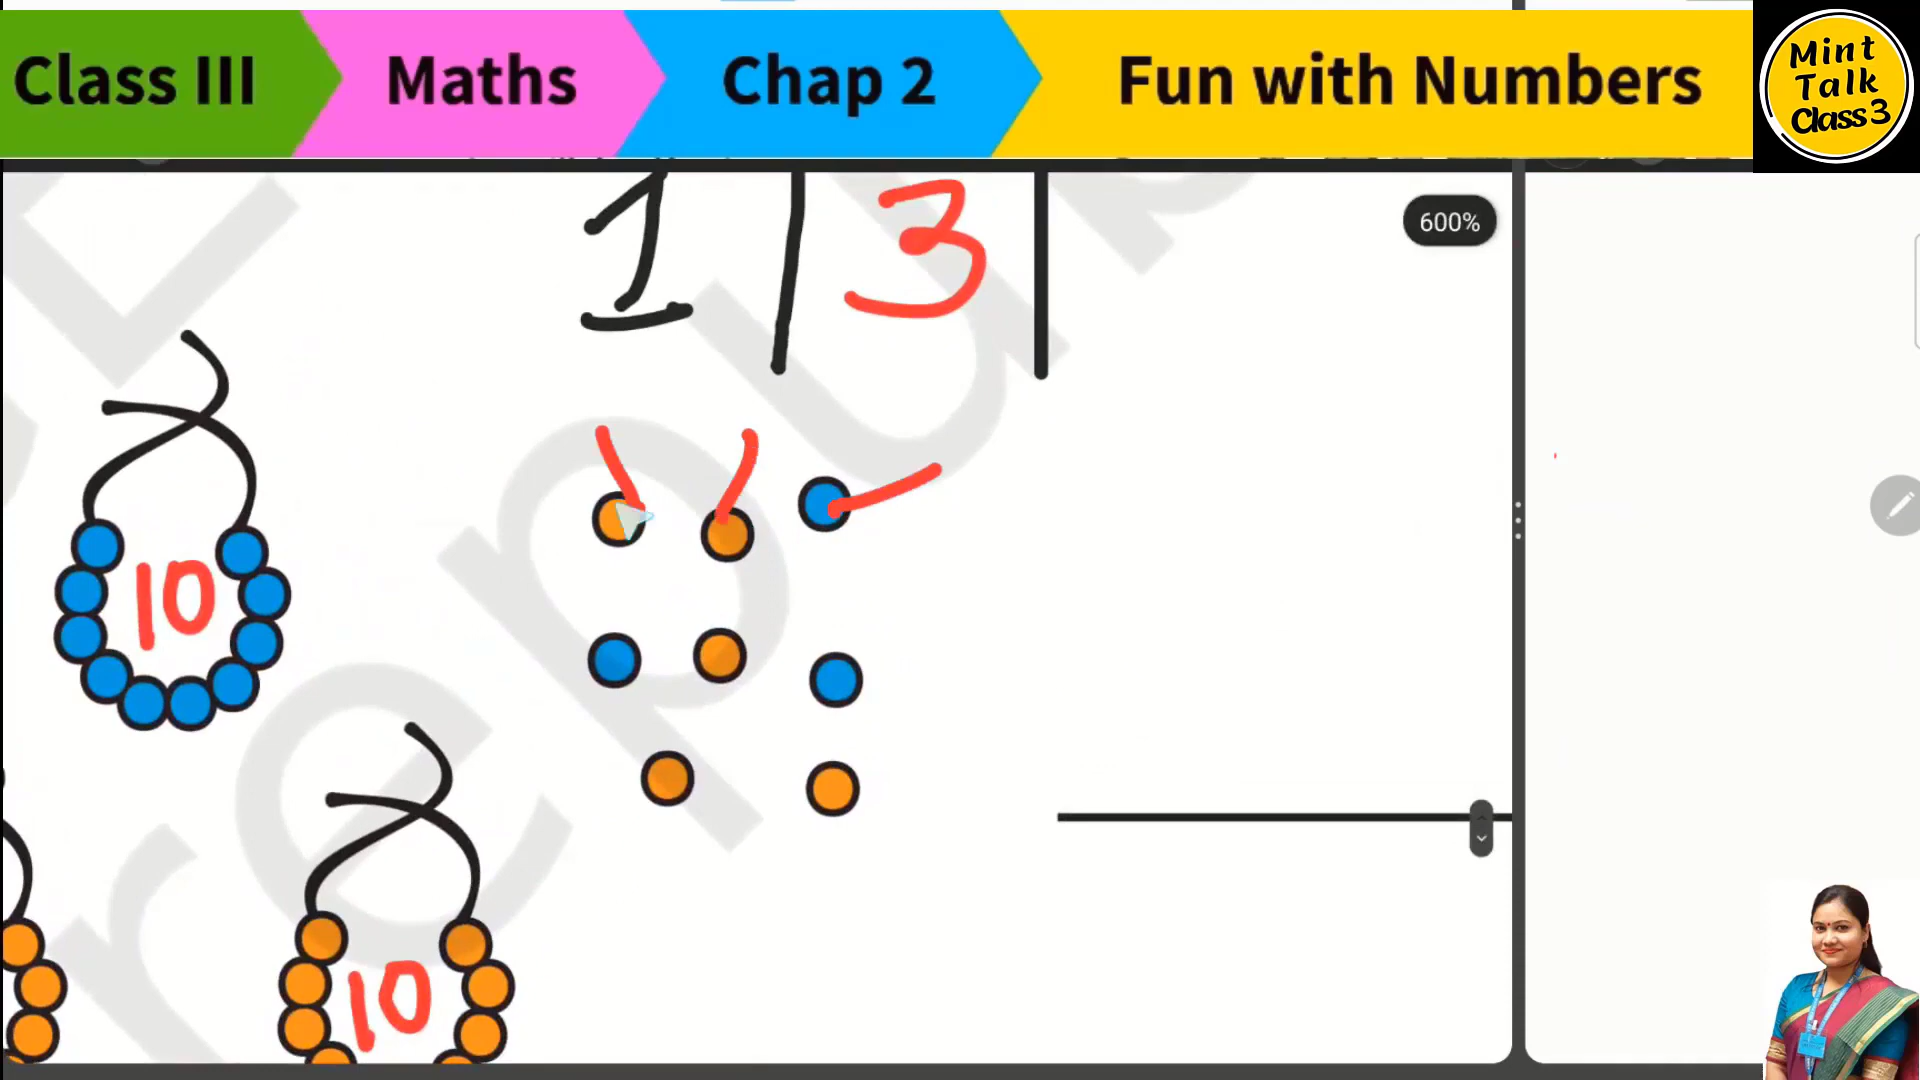 Class III Maths Chap 2 Fun with Numbers
Mint
Talk
Class 3
1 3
600%
10
10